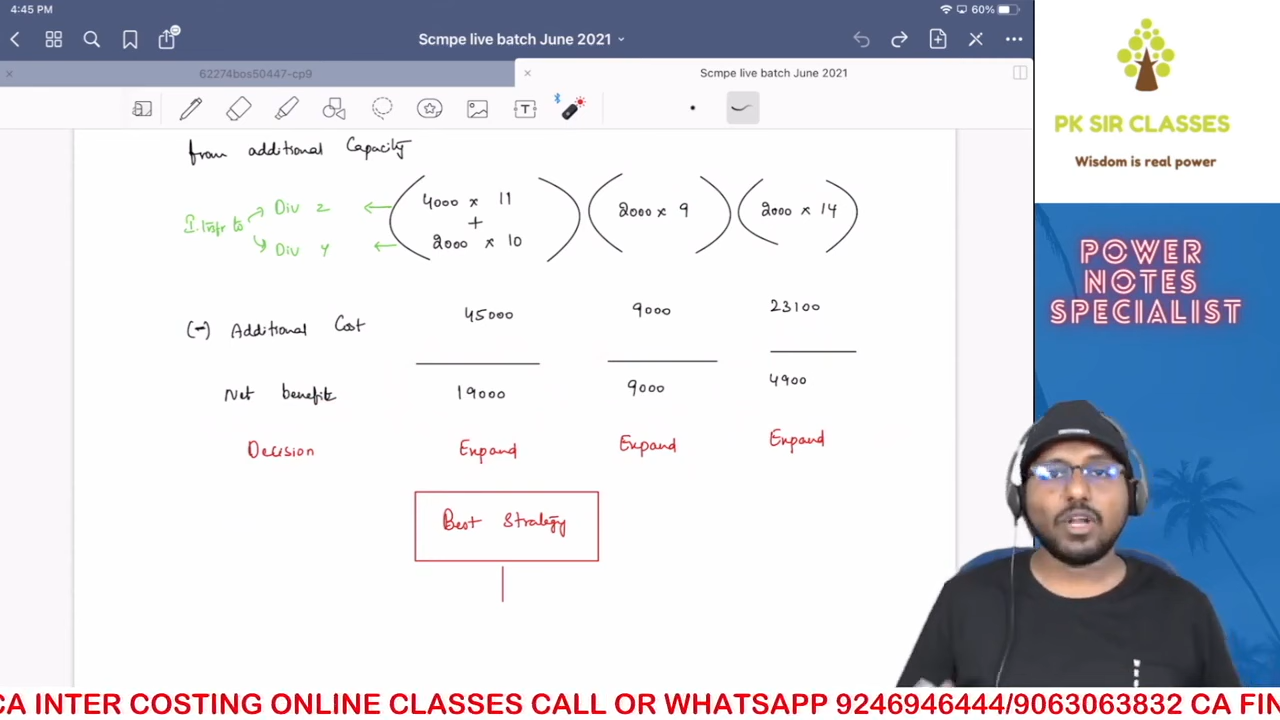 4:45 PM
60%
Scmpe live batch June 2021
62274bos50447-cp9
Scmpe live batch June 2021
from additional Capacity
4000 x 11
+
2000 x 10
2000 x 9
2000 x 14
Div Z
Div Y
(-) Additional Cost 45000 9000 23100
Net benefit 19000 9000 4900
Decision Expand Expand Expand
Best Strategy
PK SIR CLASSES
Wisdom is real power
POWER
NOTES
SPECIALIST
CA INTER COSTING ONLINE CLASSES CALL OR WHATSAPP 9246946444/9063063832 CA FIN